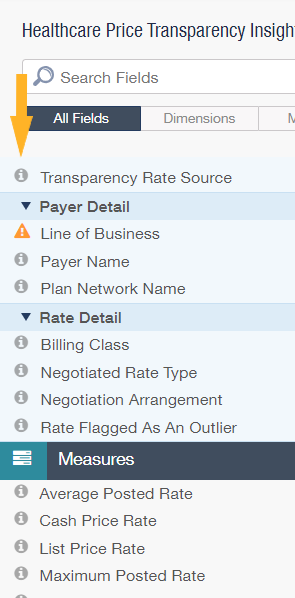 Healthcare Price Transparency Insigh
Search Fields
All Fields
Dimensions
M
Transparency Rate Source
Payer Detail
Line of Business
Payer Name
Plan Network Name
Rate Detail
Billing Class
Negotiated Rate Type
Negotiation Arrangement
Rate Flagged As An Outlier
Measures
Average Posted Rate
Cash Price Rate
List Price Rate
Maximum Posted Rate